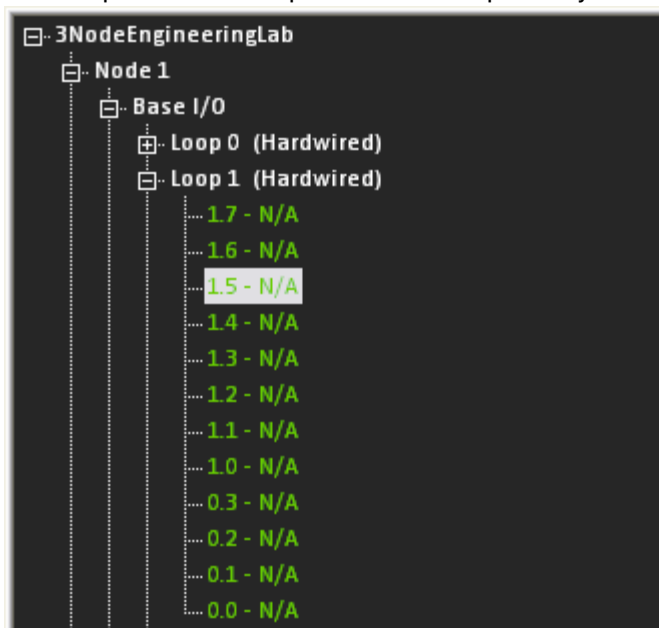 3NodeEngineeringLab
Node 1
Base I/O
Loop 0 (Hardwired)
Loop 1 (Hardwired)
1.7 - N/A
1.6 - N/A
1.5 - N/A
1.4 - N/A
1.3 - N/A
1.2 - N/A
1.1 - N/A
1.0 - N/A
0.3 - N/A
0.2 - N/A
0.1 - N/A
0.0 - N/A